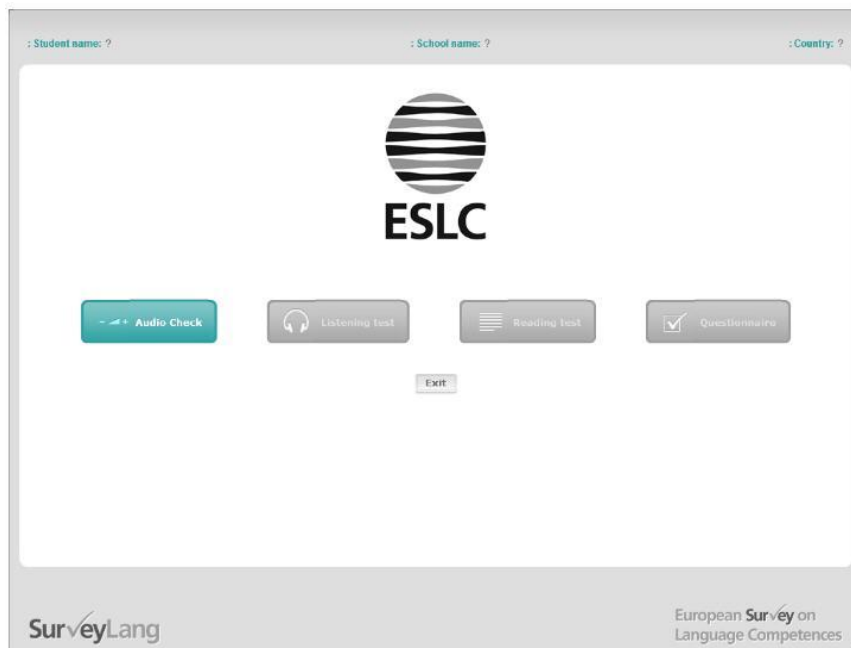 : Student name: ? : School name: ? : Country: ?
ESLC
Audio Check Listening test Reading test Questionnaire
Exit
SurveyLang
European Survey on
Language Competences